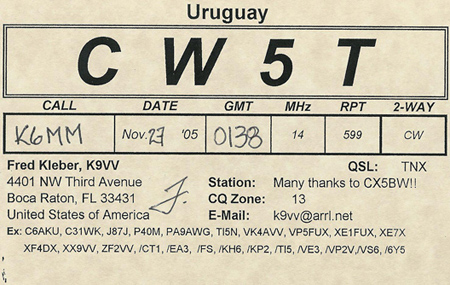 Uruguay
CW5T
CALL DATE GMT MHz RPT 2-WAY
K6MM Nov. 27 '05 0138 14 599 CW
Fred Kleber, K9VV QSL: TNX
4401 NW Third Avenue Station: Many thanks to CX5BW!!
Boca Raton, FL 33431 CQ Zone: 13
United States of America E-Mail: k9vv@arrl.net
Ex: C6AKU, C31WK, J87J, P40M, PA9AWG, TI5N, VK4AVV, VP5FUX, XE1FUX, XE7X
XF4DX, XX9VV, ZF2VV, /CT1, /EA3, /FS, /KH6, /KP2, /TI5, /VE3, /VP2V,/VS6, /6Y5